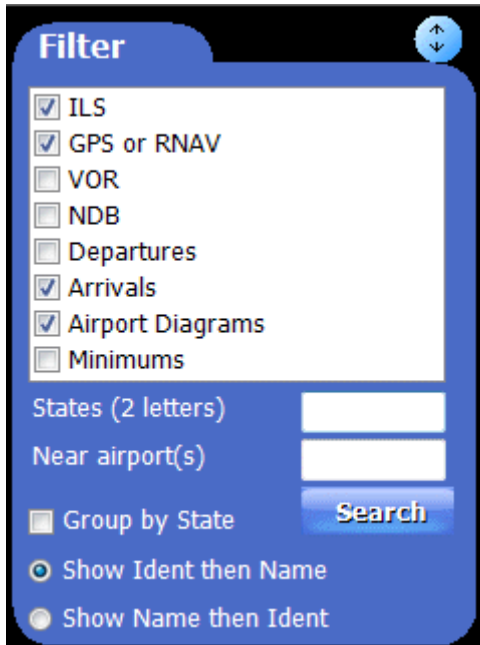 Filter
ILS
GPS or RNAV
VOR
NDB
Departures
Arrivals
Airport Diagrams
Minimums
States (2 letters)
Near airport(s)
Group by State
Search
Show Ident then Name
Show Name then Ident